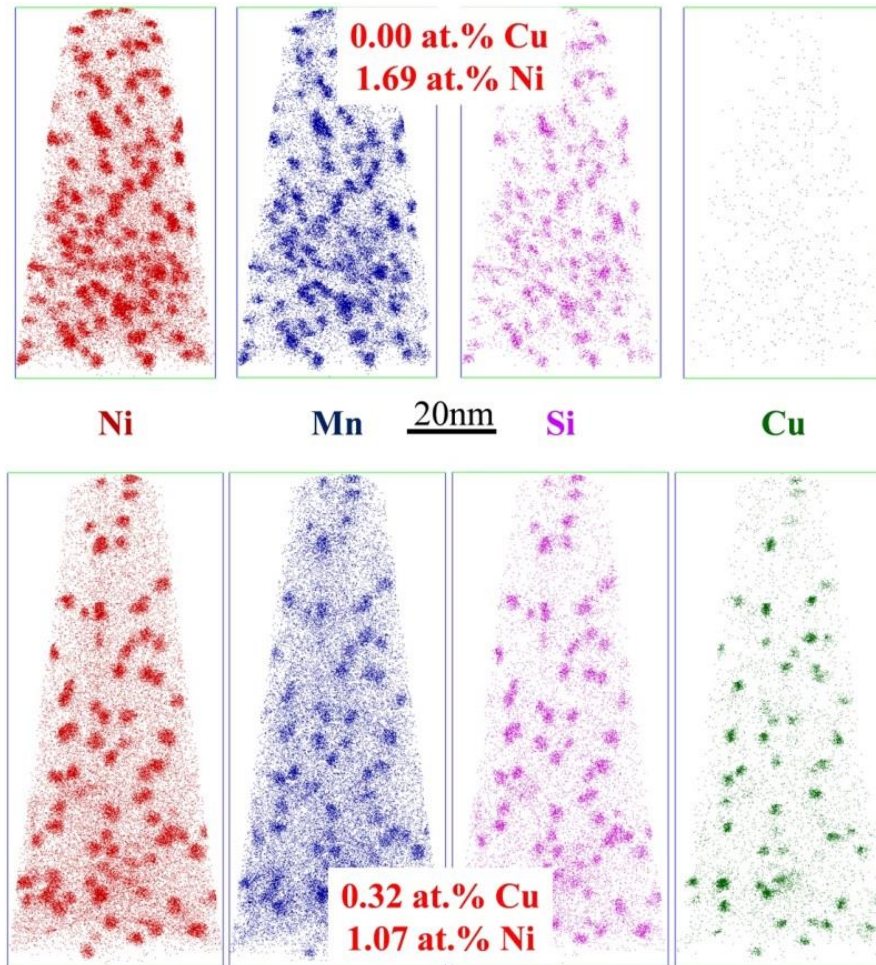 0.00 at.% Cu
1.69 at.% Ni
Ni
Mn
20nm
Si
Cu
0.32 at.% Cu
1.07 at.% Ni